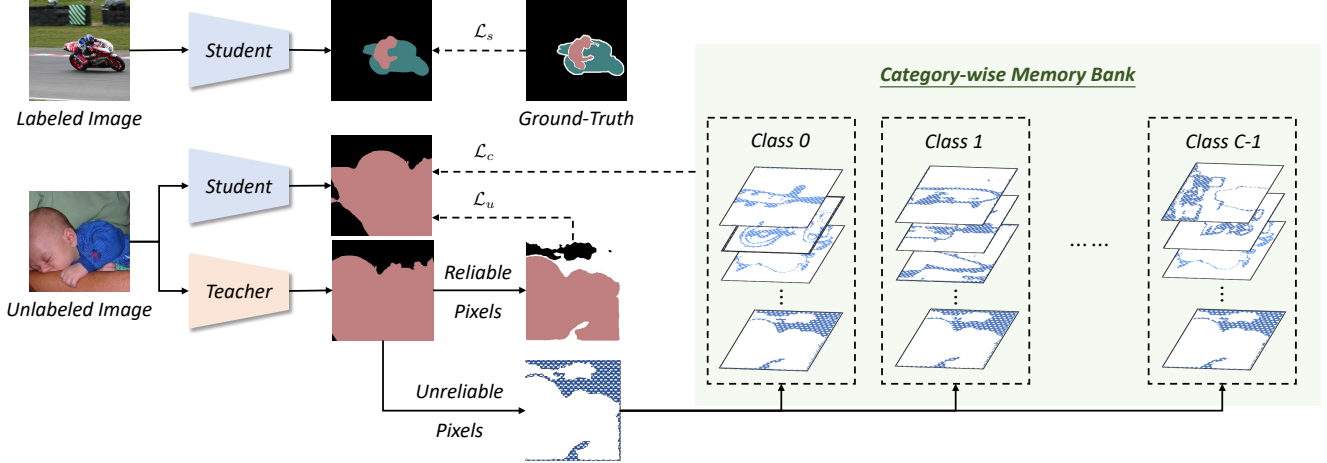 Student
ℒₛ
Labeled Image
Ground-Truth
Category-wise Memory Bank
Class 0
Class 1
Class C-1
Student
ℒ_c
ℒᵤ
Unlabeled Image
Teacher
Reliable
Pixels
Unreliable
Pixels
... ...